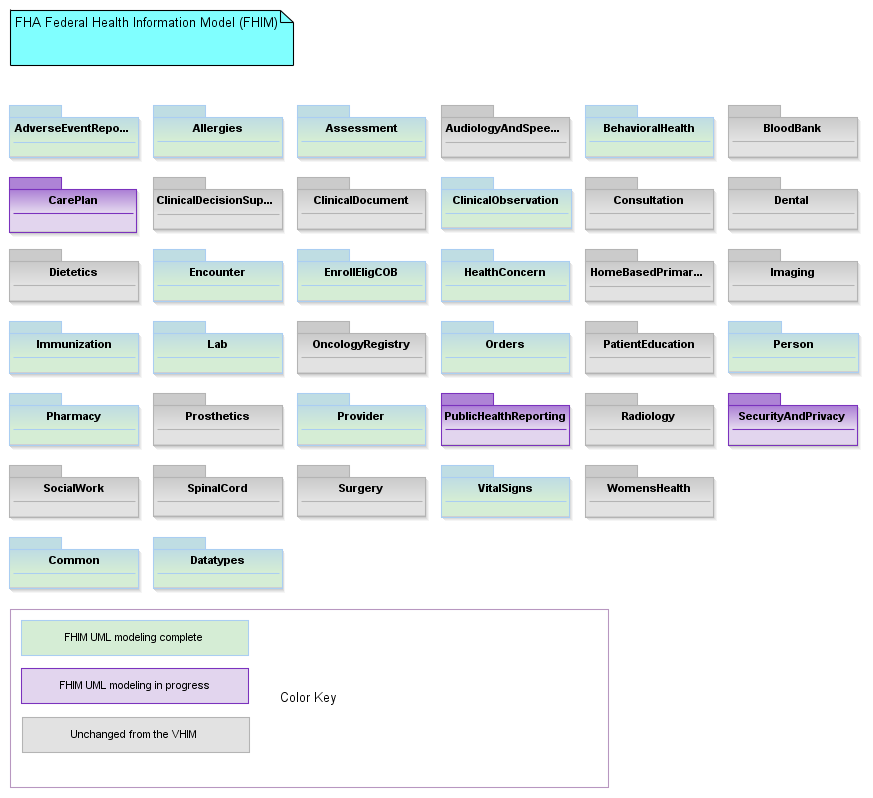 FHA Federal Health Information Model (FHIM)
AdverseEventRepo...
Allergies
Assessment
AudiologyAndSpee...
BehavioralHealth
BloodBank
CarePlan
ClinicalDecisionSup...
ClinicalDocument
ClinicalObservation
Consultation
Dental
Dietetics
Encounter
EnrollEligCOB
HealthConcern
HomeBasedPrimar...
Imaging
Immunization
Lab
OncologyRegistry
Orders
PatientEducation
Person
Pharmacy
Prosthetics
Provider
PublicHealthReporting
Radiology
SecurityAndPrivacy
SocialWork
SpinalCord
Surgery
VitalSigns
WomensHealth
Common
Datatypes
FHIM UML modeling complete
FHIM UML modeling in progress
Color Key
Unchanged from the VHIM